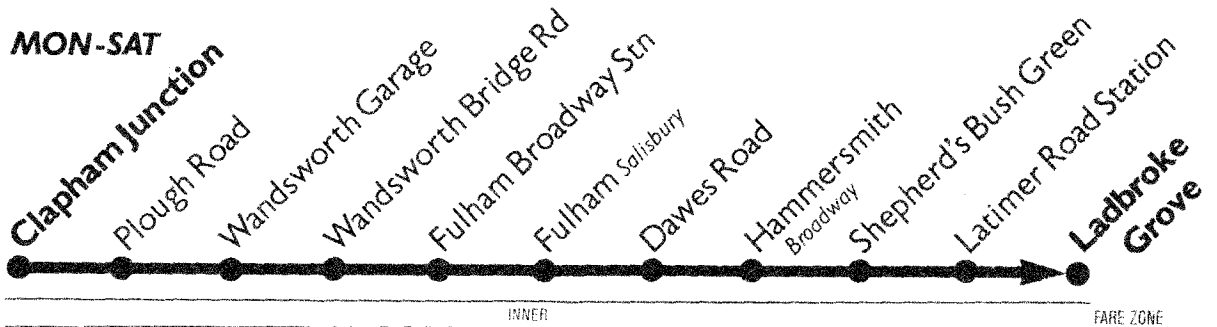 MON-SAT
Clapham Junction
Plough Road
Wandsworth Garage
Wandsworth Bridge Rd
Fulham Broadway Stn
Fulham Salisbury
Dawes Road
Hammersmith
Broadway
Shepherd's Bush Green
Latimer Road Station
Ladbroke
Grove
INNER
FARE ZONE